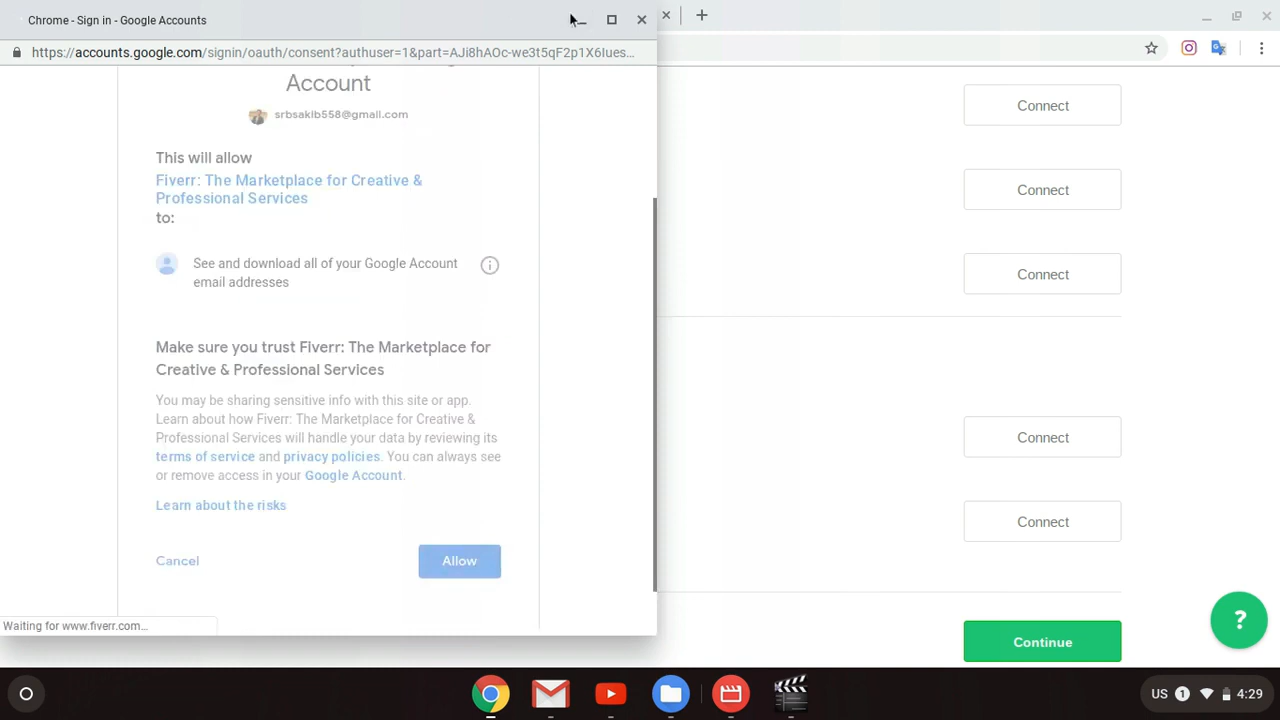 Chrome - Sign in - Google Accounts
https://accounts.google.com/signin/oauth/consent?authuser=1&part=AJi8hAOc-we3t5qF2p1X6Iues…
Account
srbsakib558@gmail.com
This will allow
Fiverr: The Marketplace for Creative &
Professional Services
to:
See and download all of your Google Account
email addresses
Make sure you trust Fiverr: The Marketplace for
Creative & Professional Services
You may be sharing sensitive info with this site or app.
Learn about how Fiverr: The Marketplace for Creative &
Professional Services will handle your data by reviewing its
terms of service and privacy policies. You can always see
or remove access in your Google Account.
Learn about the risks
Cancel
Allow
Waiting for www.fiverr.com…
Connect
Connect
Connect
Connect
Connect
Continue
?
US 1 4:29